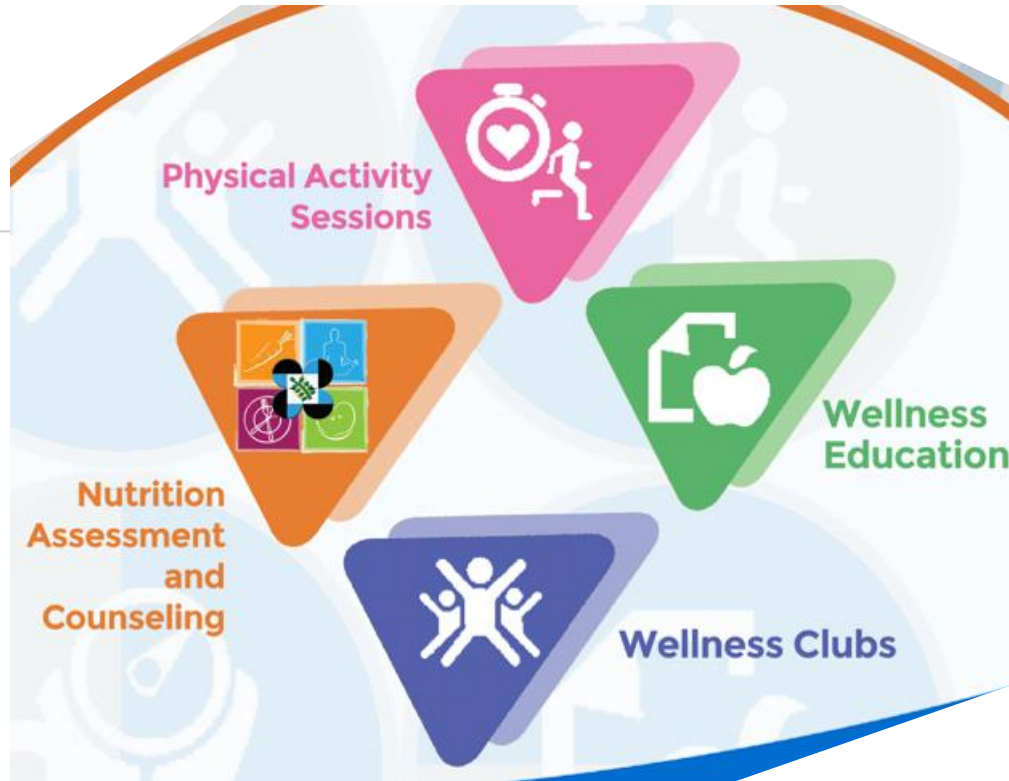 Physical Activity
Sessions
Wellness
Education
Nutrition
Assessment
and
Counseling
Wellness Clubs